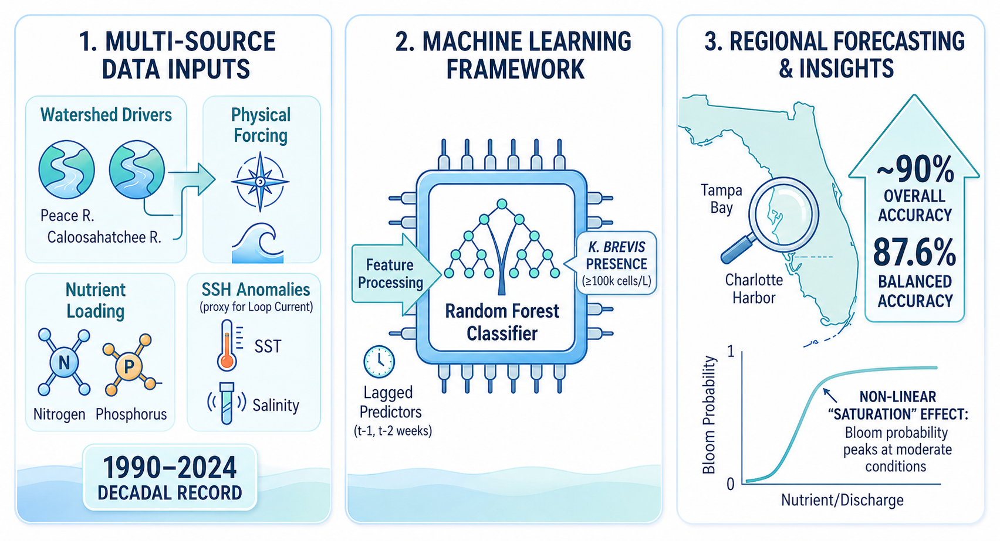 1. MULTI-SOURCE
DATA INPUTS
Watershed Drivers
Peace R.
Caloosahatchee R.
Physical
Forcing
Nutrient
Loading
N
P
Nitrogen
Phosphorus
SSH Anomalies
(proxy for Loop Current)
SST
Salinity
1990–2024
DECADAL RECORD
2. MACHINE LEARNING
FRAMEWORK
Feature
Processing
Random Forest
Classifier
K. BREVIS
PRESENCE
(≥100k cells/L)
Lagged
Predictors
(t-1, t-2 weeks)
3. REGIONAL FORECASTING
& INSIGHTS
Tampa
Bay
Charlotte
Harbor
~90%
OVERALL
ACCURACY
87.6%
BALANCED
ACCURACY
1
Bloom Probability
0
NON-LINEAR
“SATURATION” EFFECT:
Bloom probability
peaks at moderate
conditions
Nutrient/Discharge